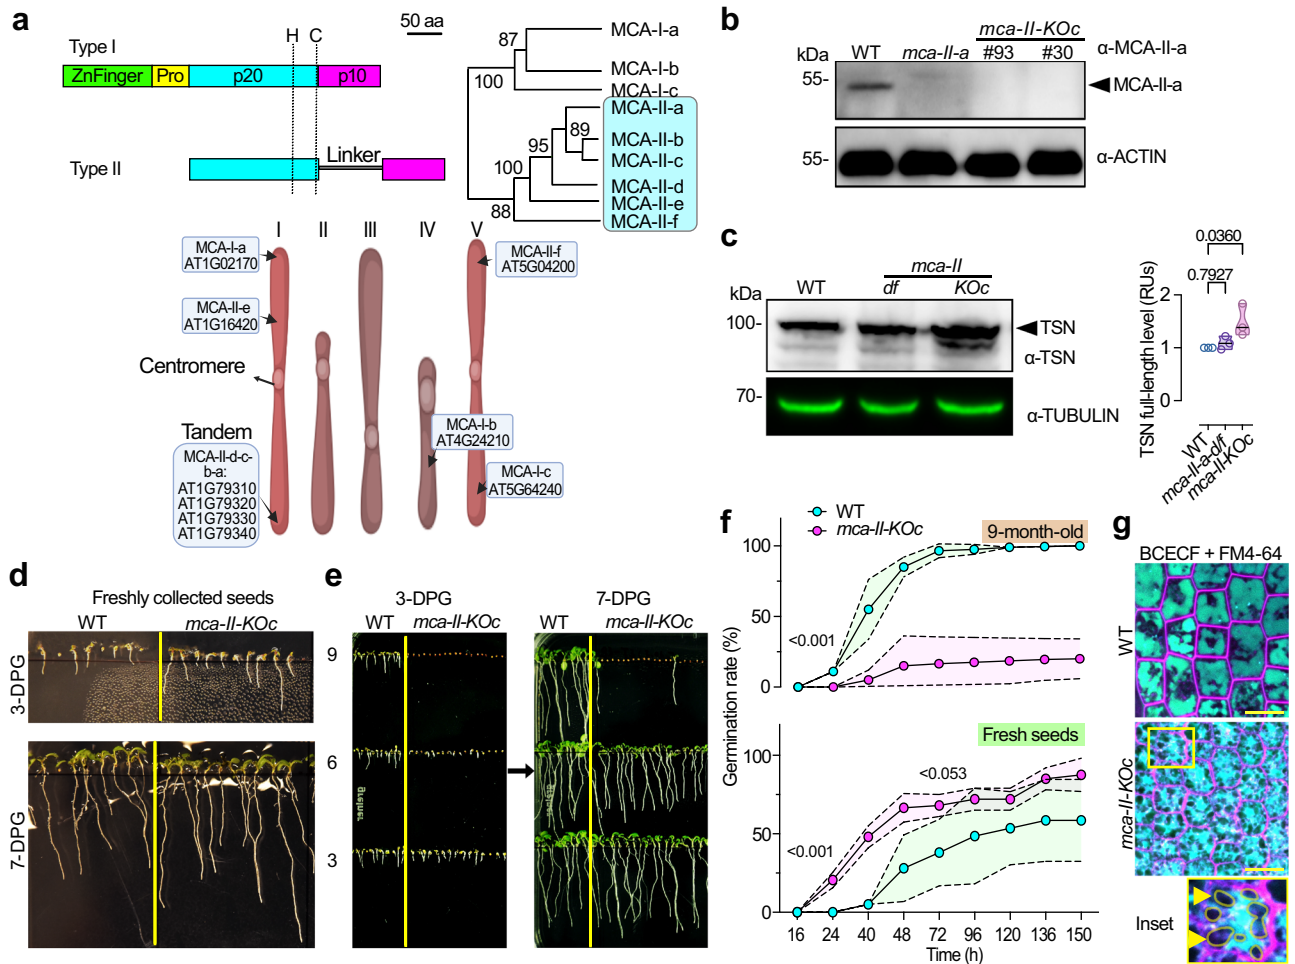 a
50 aa
H C
Type I
ZnFinger Pro p20 p10
Type II
Linker
87
100
89
95
100
88
MCA-I-a
MCA-I-b
MCA-I-c
MCA-II-a
MCA-II-b
MCA-II-c
MCA-II-d
MCA-II-e
MCA-II-f
I II III IV V
MCA-I-a
AT1G02170
MCA-II-e
AT1G16420
Centromere
Tandem
MCA-II-d-c-
b-a:
AT1G79310
AT1G79320
AT1G79330
AT1G79340
MCA-II-f
AT5G04200
MCA-I-b
AT4G24210
MCA-I-c
AT5G64240
b
mca-II-KOc
kDa WT mca-II-a #93 #30 α-MCA-II-a
55-
MCA-II-a
55-
α-ACTIN
c
mca-II
kDa WT df KOc
100-
TSN
α-TSN
70-
α-TUBULIN
0.0360
0.7927
TSN full-length level (RUs)
2
1
0
WT
mca-II-a-d/f
mca-II-KOc
d
Freshly collected seeds
WT mca-II-KOc
3-DPG
7-DPG
e
3-DPG 7-DPG
WT mca-II-KOc WT mca-II-KOc
9
6
3
greiner
greiner
f
WT
mca-II-KOc
9-month-old
100
50
0
<0.001
Germination rate (%)
Fresh seeds
100
50
0
<0.053
<0.001
16 24 40 48 72 96 120 136 150
Time (h)
g
BCECF + FM4-64
WT
mca-II-KOc
Inset